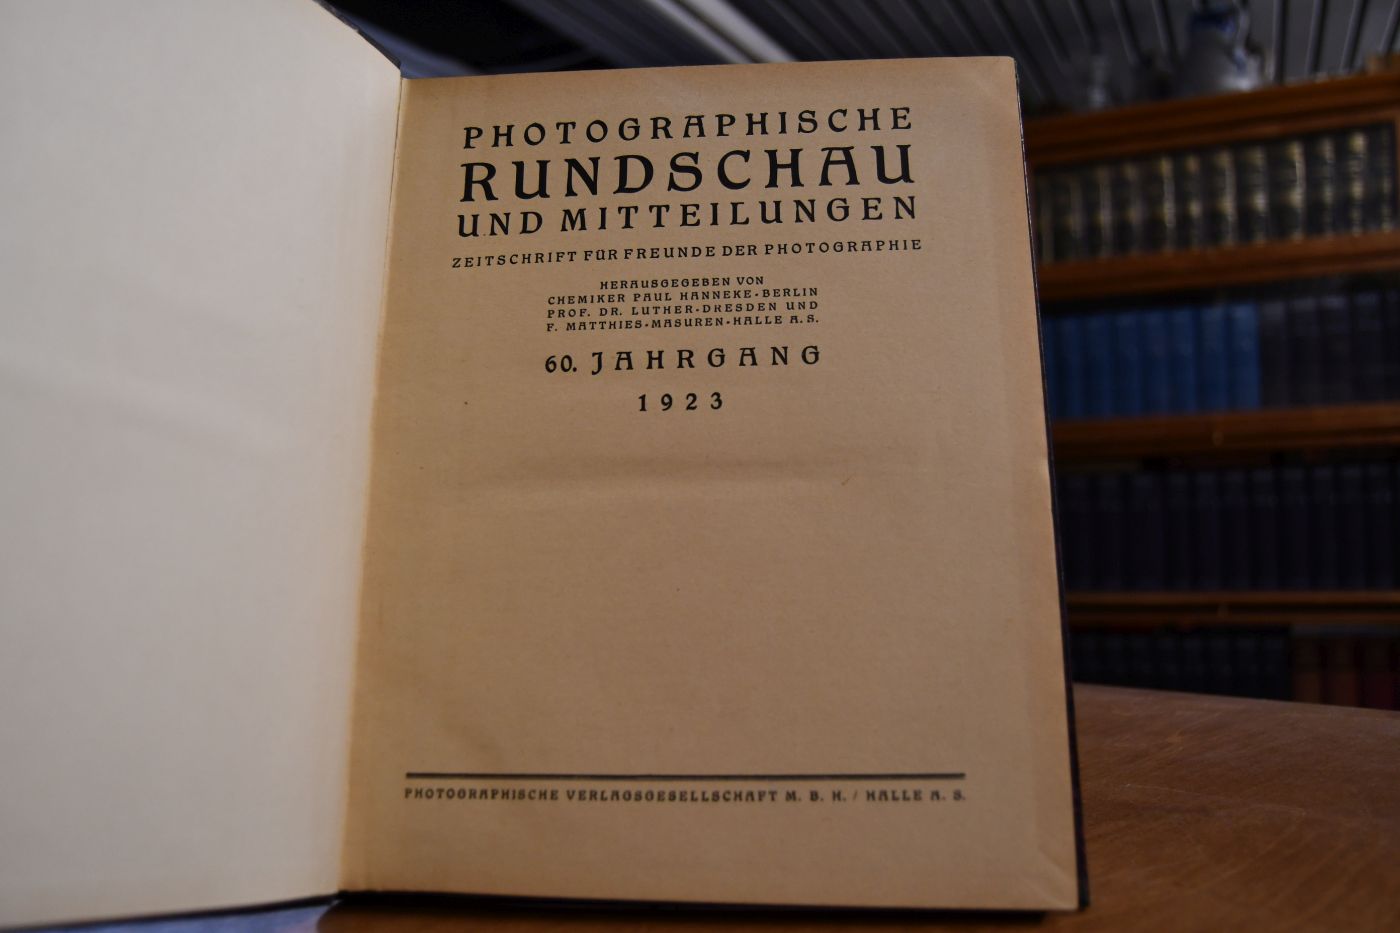 PHOTOGRAPHISCHE
RUNDSCHAU
UND MITTEILUNGEN
ZEITSCHRIFT FÜR FREUNDE DER PHOTOGRAPHIE
HERAUSGEGEBEN VON
CHEMIKER PAUL HANNEKE-BERLIN
PROF. DR. LUTHER-DRESDEN UND
F. MATTHIES-MASUREN-HALLE A. S.
60. JAHRGANG
1923
PHOTOGRAPHISCHE VERLAGSGESELLSCHAFT M. B. H. / HALLE A. S.